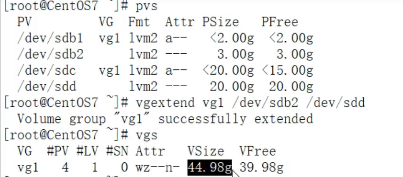 [root@CentOS7 ~]# pvs
PV VG Fmt Attr PSize PFree
/dev/sdb1 vg1 lvm2 a-- <2.00g <2.00g
/dev/sdb2 lvm2 --- 3.00g 3.00g
/dev/sdc vg1 lvm2 a-- <20.00g <15.00g
/dev/sdd lvm2 --- 20.00g 20.00g
[root@CentOS7 ~]# vgextend vg1 /dev/sdb2 /dev/sdd
Volume group "vg1" successfully extended
[root@CentOS7 ~]# vgs
VG #PV #LV #SN Attr VSize VFree
vg1 4 1 0 wz--n- 44.98g 39.98g